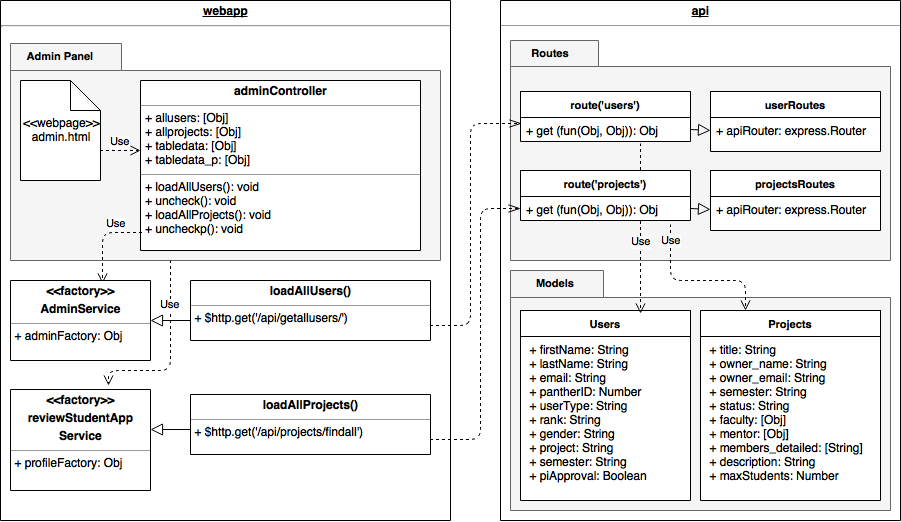 webapp
Admin Panel
<<webpage>>
admin.html
Use
adminController
+ allusers: [Obj]
+ allprojects: [Obj]
+ tabledata: [Obj]
+ tabledata_p: [Obj]
+ loadAllUsers(): void
+ uncheck(): void
+ loadAllProjects(): void
+ uncheckp(): void
Use
<<factory>>
AdminService
+ adminFactory: Obj
Use
loadAllUsers()
+ $http.get('/api/getallusers/')
<<factory>>
reviewStudentApp
Service
+ profileFactory: Obj
loadAllProjects()
+ $http.get('/api/projects/findall')
api
Routes
route('users')
+ get (fun(Obj, Obj)): Obj
userRoutes
+ apiRouter: express.Router
route('projects')
+ get (fun(Obj, Obj)): Obj
projectsRoutes
+ apiRouter: express.Router
Use
Use
Models
Users
+ firstName: String
+ lastName: String
+ email: String
+ pantherID: Number
+ userType: String
+ rank: String
+ gender: String
+ project: String
+ semester: String
+ piApproval: Boolean
Projects
+ title: String
+ owner_name: String
+ owner_email: String
+ semester: String
+ status: String
+ faculty: [Obj]
+ mentor: [Obj]
+ members_detailed: [String]
+ description: String
+ maxStudents: Number